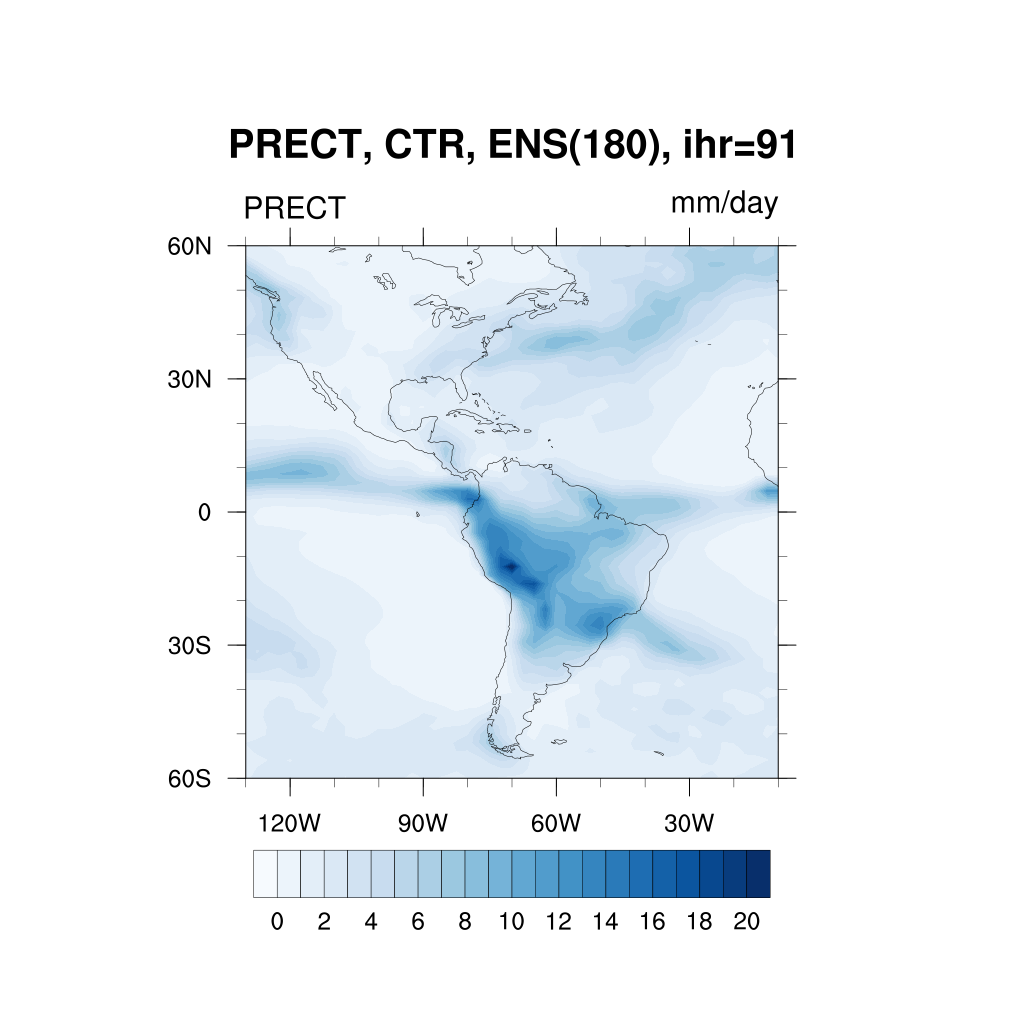 PRECT, CTR, ENS(180), ihr=91
PRECT mm/day
60N
30N
0
30S
60S
120W 90W 60W 30W
0 2 4 6 8 10 12 14 16 18 20